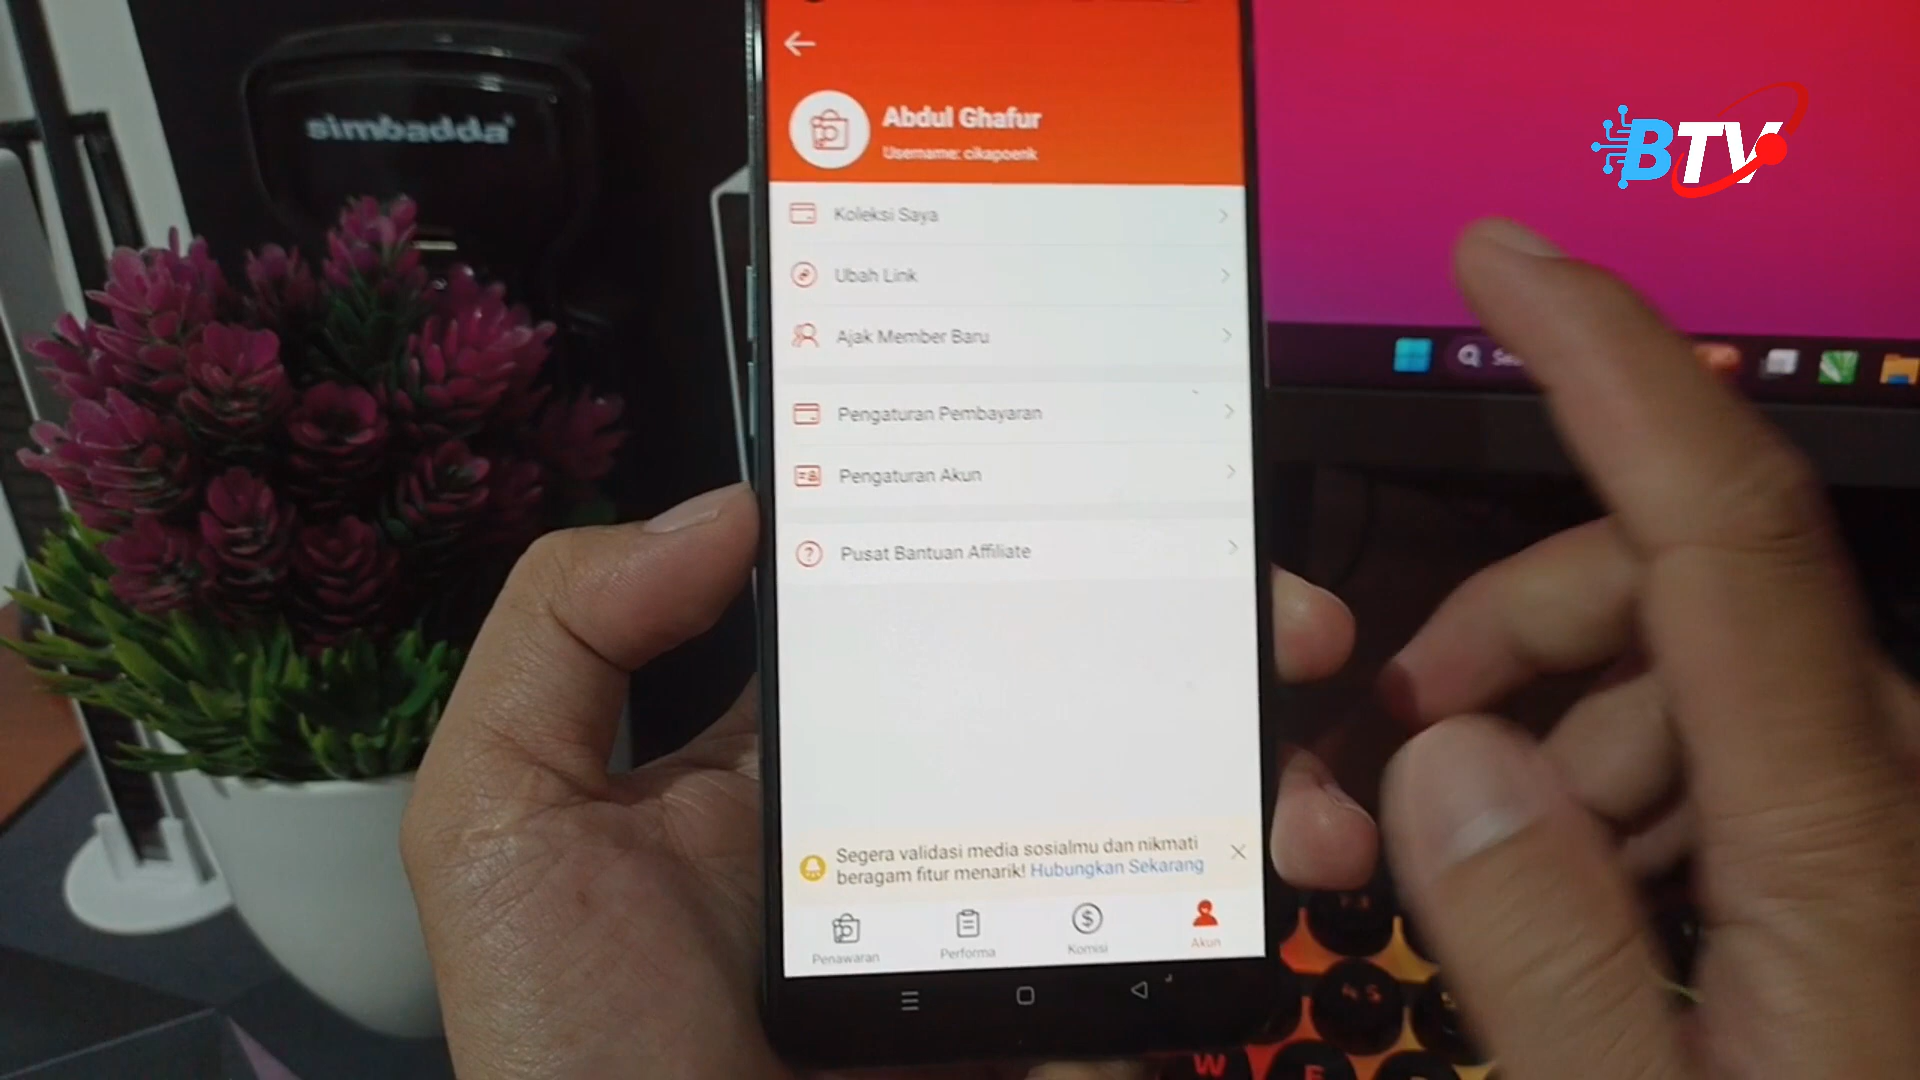 simbadda
BTV
Abdul Ghafur
Username: cikapoenk
Koleksi Saya
Ubah Link
Ajak Member Baru
Pengaturan Pembayaran
Pengaturan Akun
Pusat Bantuan Affiliate
Segera validasi media sosialmu dan nikmati
beragam fitur menarik! Hubungkan Sekarang
Penawaran
Performa
Komisi
Akun
W